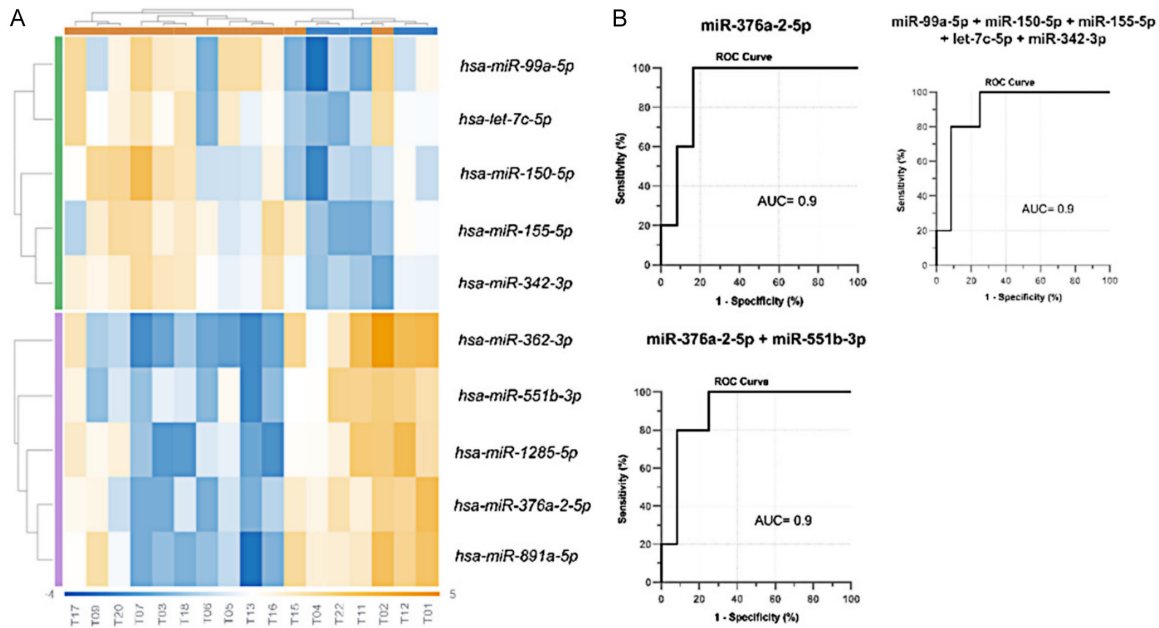 A
hsa-miR-99a-5p
hsa-let-7c-5p
hsa-miR-150-5p
hsa-miR-155-5p
hsa-miR-342-3p
hsa-miR-362-3p
hsa-miR-551b-3p
hsa-miR-1285-5p
hsa-miR-376a-2-5p
hsa-miR-891a-5p
-4
5
T17
T09
T20
T07
T03
T18
T06
T05
T13
T16
T15
T04
T22
T11
T02
T12
T01
B
miR-376a-2-5p
ROC Curve
100
80
60
40
20
0
Sensitivity (%)
AUC= 0.9
0 20 40 60 80 100
1 - Specificity (%)
miR-99a-5p + miR-150-5p + miR-155-5p
+ let-7c-5p + miR-342-3p
ROC Curve
100
80
60
40
20
0
Sensitivity (%)
AUC= 0.9
0 20 40 60 80 100
1 - Specificity (%)
miR-376a-2-5p + miR-551b-3p
ROC Curve
100
80
60
40
20
0
Sensitivity (%)
AUC= 0.9
0 20 40 60 80 100
1 - Specificity (%)